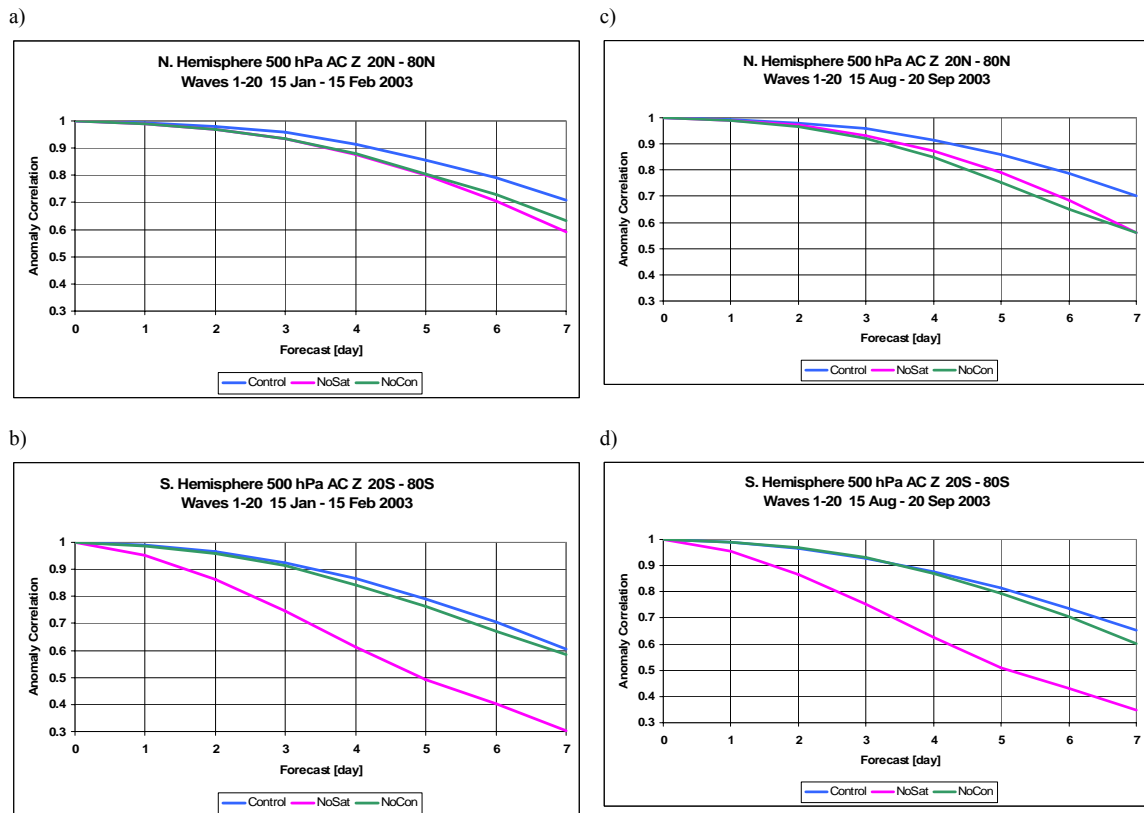 a)
N. Hemisphere 500 hPa AC Z 20N - 80N
Waves 1-20 15 Jan - 15 Feb 2003
Anomaly Correlation
1
0.9
0.8
0.7
0.6
0.5
0.4
0.3
0 1 2 3 4 5 6 7
Forecast [day]
Control NoSat NoCon
c)
N. Hemisphere 500 hPa AC Z 20N - 80N
Waves 1-20 15 Aug - 20 Sep 2003
Anomaly Correlation
1
0.9
0.8
0.7
0.6
0.5
0.4
0.3
0 1 2 3 4 5 6 7
Forecast [day]
Control NoSat NoCon
b)
S. Hemisphere 500 hPa AC Z 20S - 80S
Waves 1-20 15 Jan - 15 Feb 2003
Anomaly Correlation
1
0.9
0.8
0.7
0.6
0.5
0.4
0.3
0 1 2 3 4 5 6 7
Forecast [day]
Control NoSat NoCon
d)
S. Hemisphere 500 hPa AC Z 20S - 80S
Waves 1-20 15 Aug - 20 Sep 2003
Anomaly Correlation
1
0.9
0.8
0.7
0.6
0.5
0.4
0.3
0 1 2 3 4 5 6 7
Forecast [day]
Control NoSat NoCon